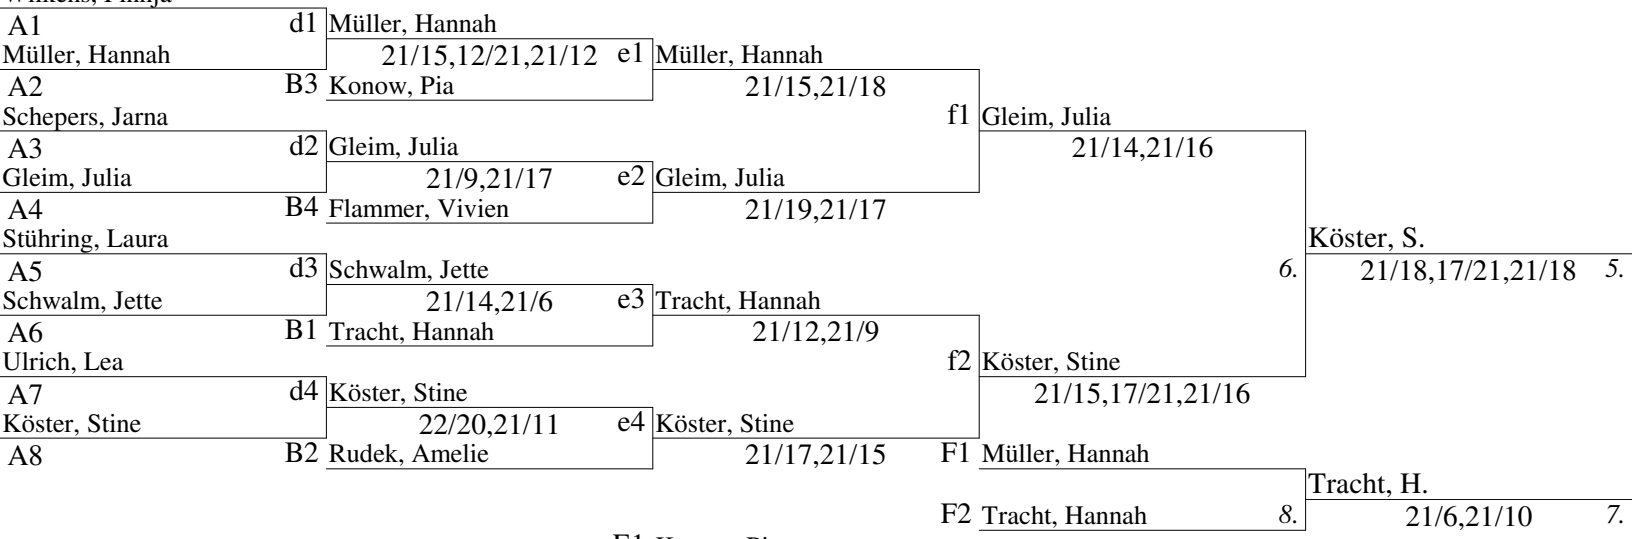 A1 d1 Müller, Hannah
Müller, Hannah 21/15,12/21,21/12 e1 Müller, Hannah
A2 B3 Konow, Pia 21/15,21/18
Schepers, Jarna f1 Gleim, Julia
A3 d2 Gleim, Julia 21/14,21/16
Gleim, Julia 21/9,21/17 e2 Gleim, Julia
A4 B4 Flammer, Vivien 21/19,21/17
Stühring, Laura Köster, S.
A5 d3 Schwalm, Jette 6. 21/18,17/21,21/18 5.
Schwalm, Jette 21/14,21/6 e3 Tracht, Hannah
A6 B1 Tracht, Hannah 21/12,21/9
Ulrich, Lea f2 Köster, Stine
A7 d4 Köster, Stine 21/15,17/21,21/16
Köster, Stine 22/20,21/11 e4 Köster, Stine
A8 B2 Rudek, Amelie 21/17,21/15 F1 Müller, Hannah
Tracht, H.
F2 Tracht, Hannah 8. 21/6,21/10 7.